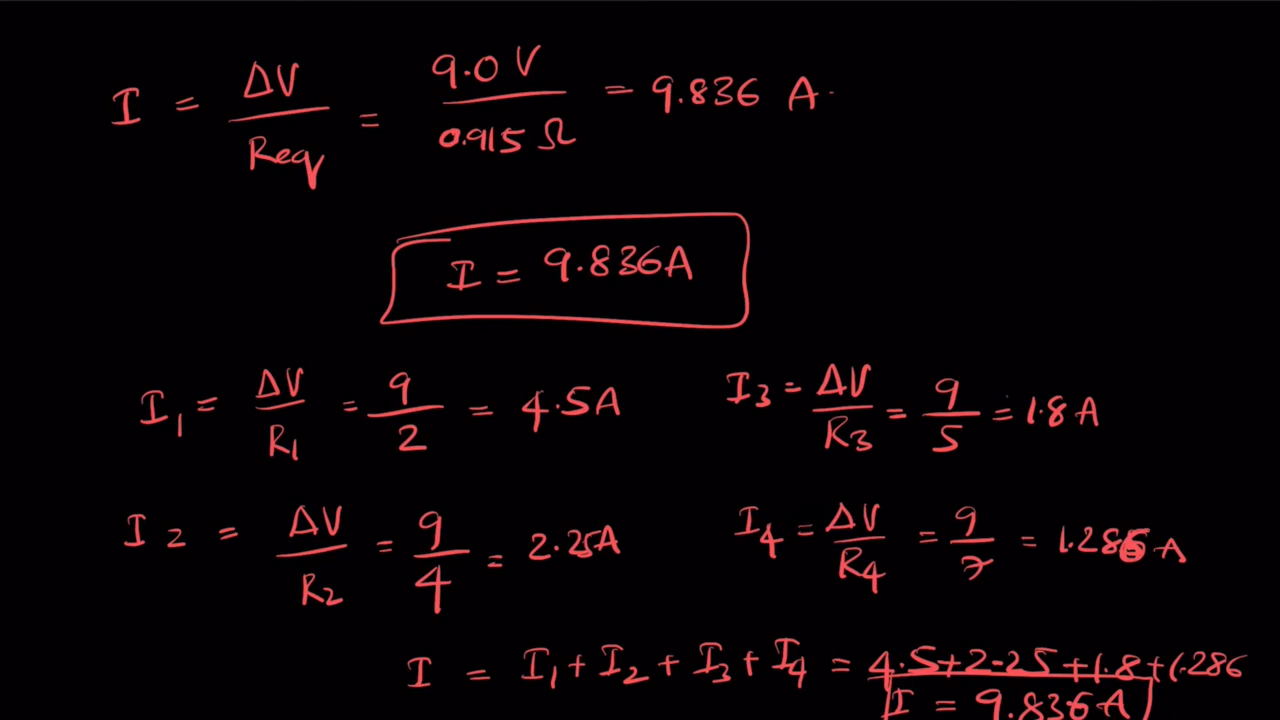 I = ΔV / Req = 9.0 V / 0.915 Ω = 9.836 A.
I = 9.836A
I₁ = ΔV / R₁ = 9 / 2 = 4.5A
I₃ = ΔV / R₃ = 9 / 5 = 1.8 A
I₂ = ΔV / R₂ = 9 / 4 = 2.25A
I₄ = ΔV / R₄ = 9 / 7 = 1.286 A
I = I₁ + I₂ + I₃ + I₄ = 4.5+2.25+1.8+1.286
I = 9.836A